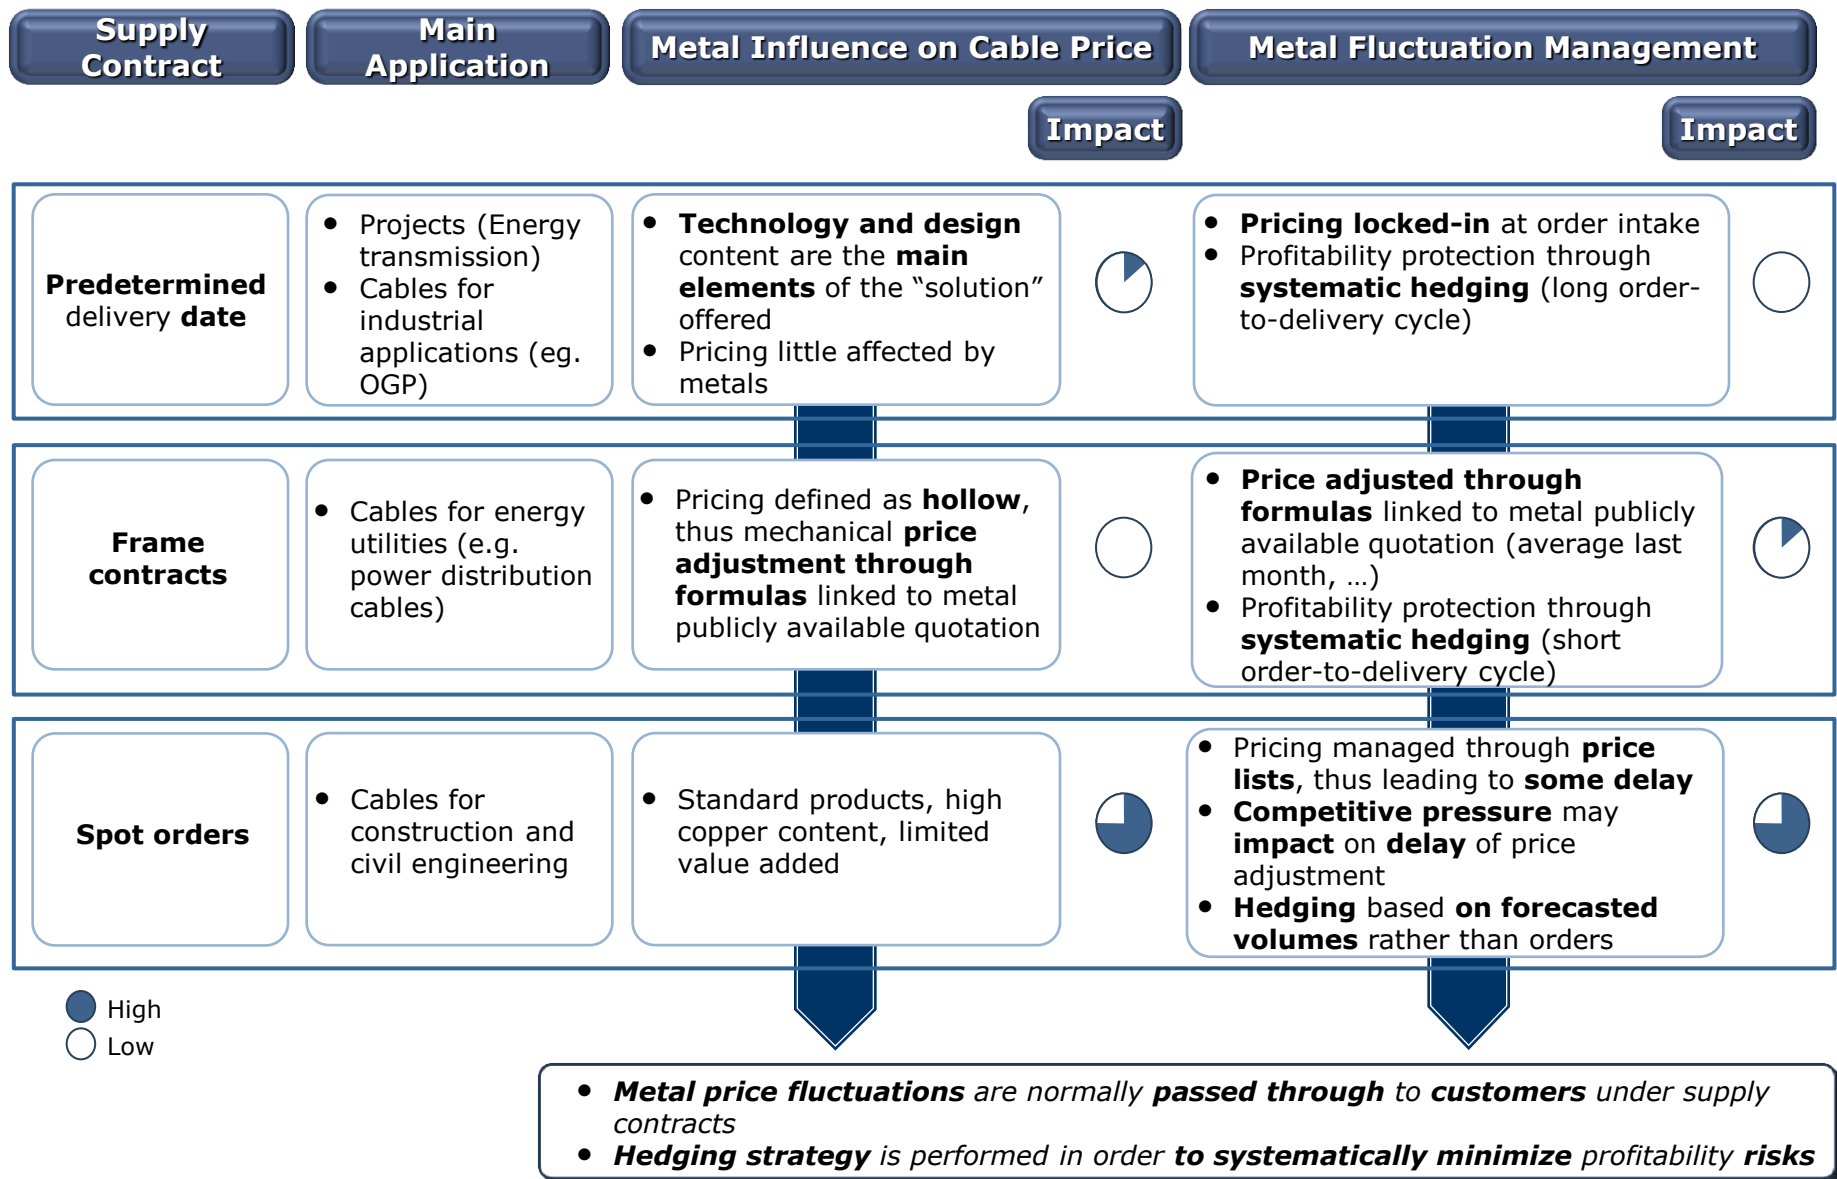 Supply
Contract
Main
Application
Metal Influence on Cable Price
Metal Fluctuation Management
Impact
Impact
Predetermined
delivery date
• Projects (Energy
transmission)
• Cables for
industrial
applications (eg.
OGP)
• Technology and design
content are the main
elements of the “solution”
offered
• Pricing little affected by
metals
• Pricing locked-in at order intake
• Profitability protection through
systematic hedging (long order-
to-delivery cycle)
Frame
contracts
• Cables for energy
utilities (e.g.
power distribution
cables)
• Pricing defined as hollow,
thus mechanical price
adjustment through
formulas linked to metal
publicly available quotation
• Price adjusted through
formulas linked to metal publicly
available quotation (average last
month, …)
• Profitability protection through
systematic hedging (short
order-to-delivery cycle)
Spot orders
• Cables for
construction and
civil engineering
• Standard products, high
copper content, limited
value added
• Pricing managed through price
lists, thus leading to some delay
• Competitive pressure may
impact on delay of price
adjustment
• Hedging based on forecasted
volumes rather than orders
High
Low
• Metal price fluctuations are normally passed through to customers under supply
contracts
• Hedging strategy is performed in order to systematically minimize profitability risks